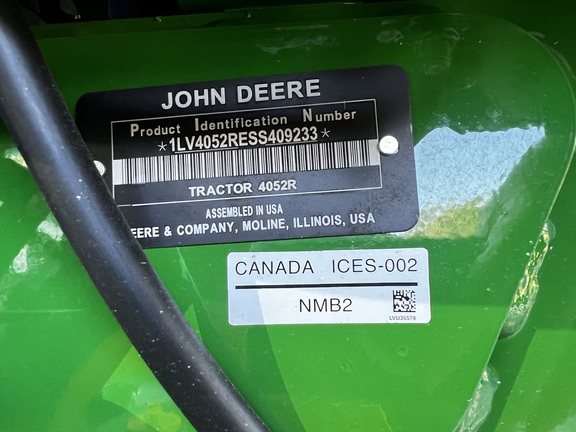 JOHN DEERE
Product Identification Number
*1LV4052RESS409233*
TRACTOR 4052R
ASSEMBLED IN USA
EERE & COMPANY, MOLINE, ILLINOIS, USA
CANADA ICES-002
NMB2
LVU35578